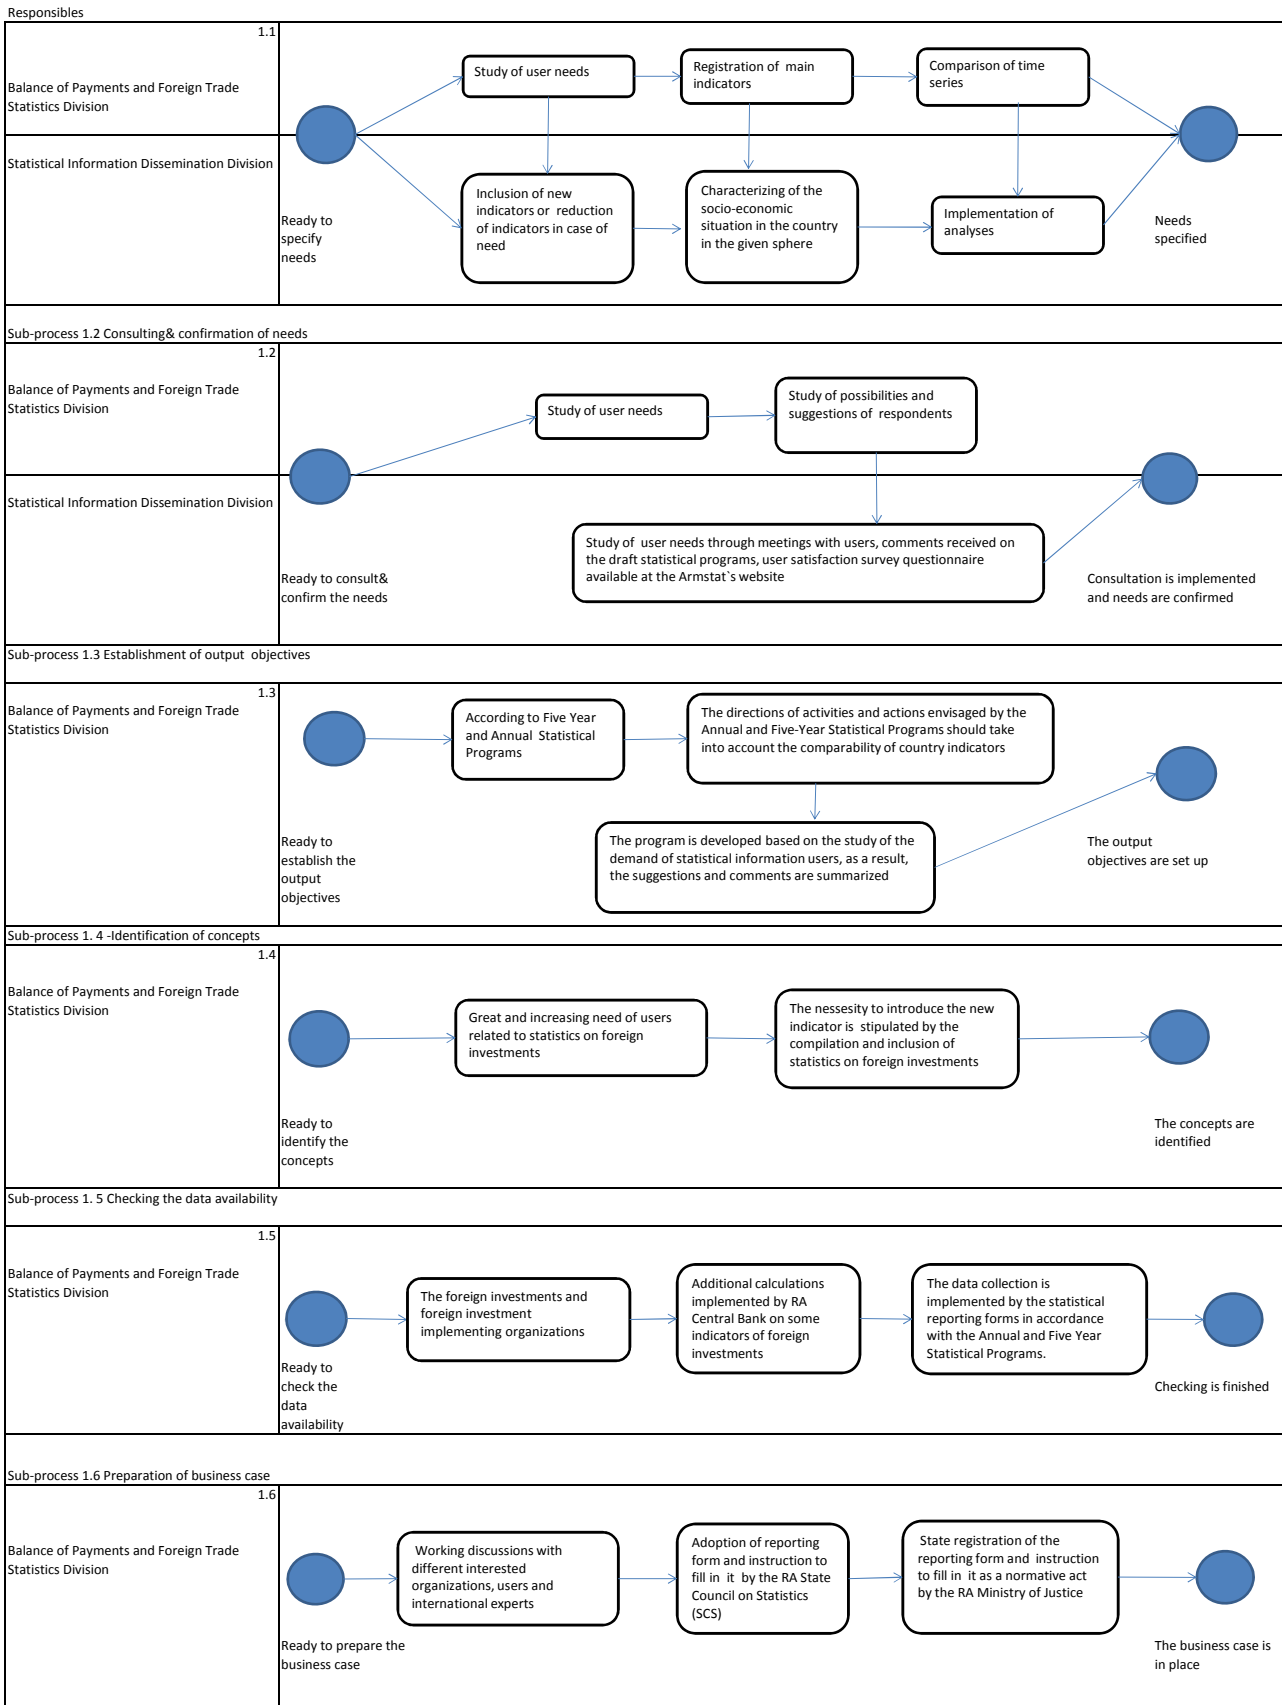 Responsibles
1.1
Balance of Payments and Foreign Trade
Statistics Division
Statistical Information Dissemination Division
Ready to
specify
needs
Study of user needs
Registration of main
indicators
Comparison of time
series
Inclusion of new
indicators or reduction
of indicators in case of
need
Characterizing of the
socio-economic
situation in the country
in the given sphere
Implementation of
analyses
Needs
specified
Sub-process 1.2 Consulting& confirmation of needs
1.2
Balance of Payments and Foreign Trade
Statistics Division
Statistical Information Dissemination Division
Ready to consult&
confirm the needs
Study of user needs
Study of possibilities and
suggestions of respondents
Study of user needs through meetings with users, comments received on
the draft statistical programs, user satisfaction survey questionnaire
available at the Armstat`s website
Consultation is implemented
and needs are confirmed
Sub-process 1.3 Establishment of output objectives
1.3
Balance of Payments and Foreign Trade
Statistics Division
Ready to
establish the
output
objectives
According to Five Year
and Annual Statistical
Programs
The directions of activities and actions envisaged by the
Annual and Five-Year Statistical Programs should take
into account the comparability of country indicators
The program is developed based on the study of the
demand of statistical information users, as a result,
the suggestions and comments are summarized
The output
objectives are set up
Sub-process 1. 4 -Identification of concepts
1.4
Balance of Payments and Foreign Trade
Statistics Division
Ready to
identify the
concepts
Great and increasing need of users
related to statistics on foreign
investments
The nessesity to introduce the new
indicator is stipulated by the
compilation and inclusion of
statistics on foreign investments
The concepts are
identified
Sub-process 1. 5 Checking the data availability
1.5
Balance of Payments and Foreign Trade
Statistics Division
Ready to
check the
data
availability
The foreign investments and
foreign investment
implementing organizations
Additional calculations
implemented by RA
Central Bank on some
indicators of foreign
investments
The data collection is
implemented by the statistical
reporting forms in accordance
with the Annual and Five Year
Statistical Programs.
Checking is finished
Sub-process 1.6 Preparation of business case
1.6
Balance of Payments and Foreign Trade
Statistics Division
Ready to prepare the
business case
Working discussions with
different interested
organizations, users and
international experts
Adoption of reporting
form and instruction to
fill in it by the RA State
Council on Statistics
(SCS)
State registration of the
reporting form and instruction
to fill in it as a normative act
by the RA Ministry of Justice
The business case is
in place